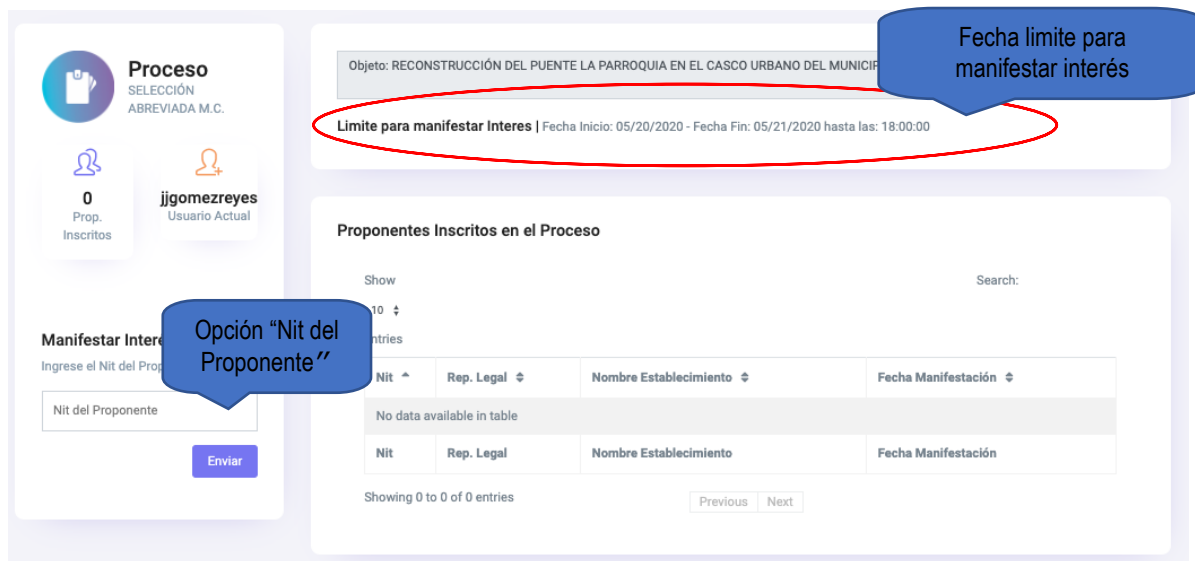 Proceso
SELECCIÓN
ABREVIADA M.C.
0
Prop.
Inscritos
jjgomezreyes
Usuario Actual
Manifestar Intere
Ingrese el Nit del Prop
Opción “Nit del
Proponente”
Nit del Proponente
Enviar
Fecha limite para
manifestar interés
Objeto: RECONSTRUCCIÓN DEL PUENTE LA PARROQUIA EN EL CASCO URBANO DEL MUNICIP
Limite para manifestar Interes | Fecha Inicio: 05/20/2020 - Fecha Fin: 05/21/2020 hasta las: 18:00:00
Proponentes Inscritos en el Proceso
Show
Search:
10
ntries
Nit Rep. Legal Nombre Establecimiento Fecha Manifestación
No data available in table
Nit Rep. Legal Nombre Establecimiento Fecha Manifestación
Showing 0 to 0 of 0 entries
Previous Next